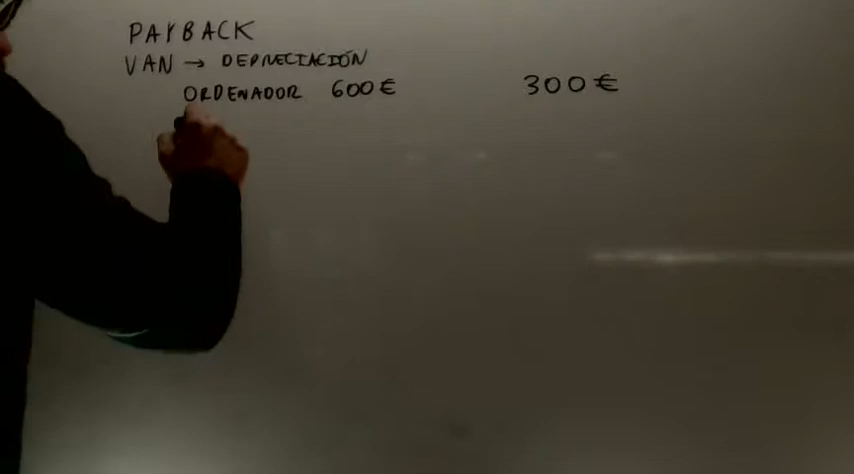 PAYBACK
VAN → DEPRECIACIÓN
ORDENADOR 600€ 300€